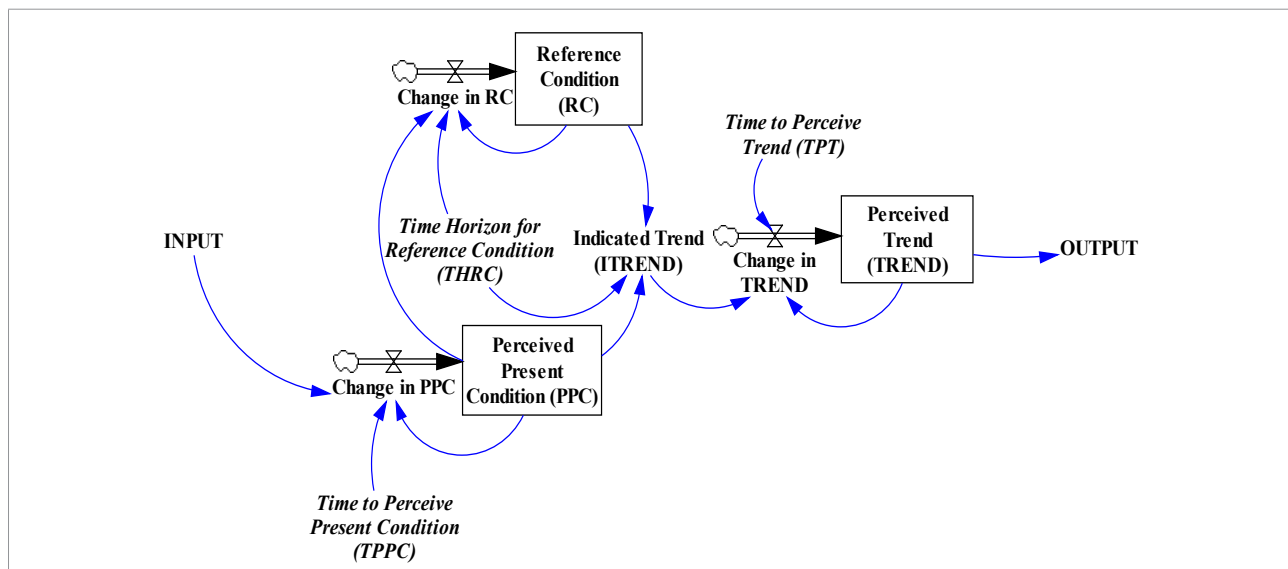 Reference
Condition
(RC)
Change in RC
Time to Perceive
Trend (TPT)
Perceived
Trend
(TREND)
Time Horizon for
Reference Condition
(THRC)
INPUT
Indicated Trend
(ITREND)
Change in
TREND
OUTPUT
Perceived
Present
Condition (PPC)
Change in PPC
Time to Perceive
Present Condition
(TPPC)